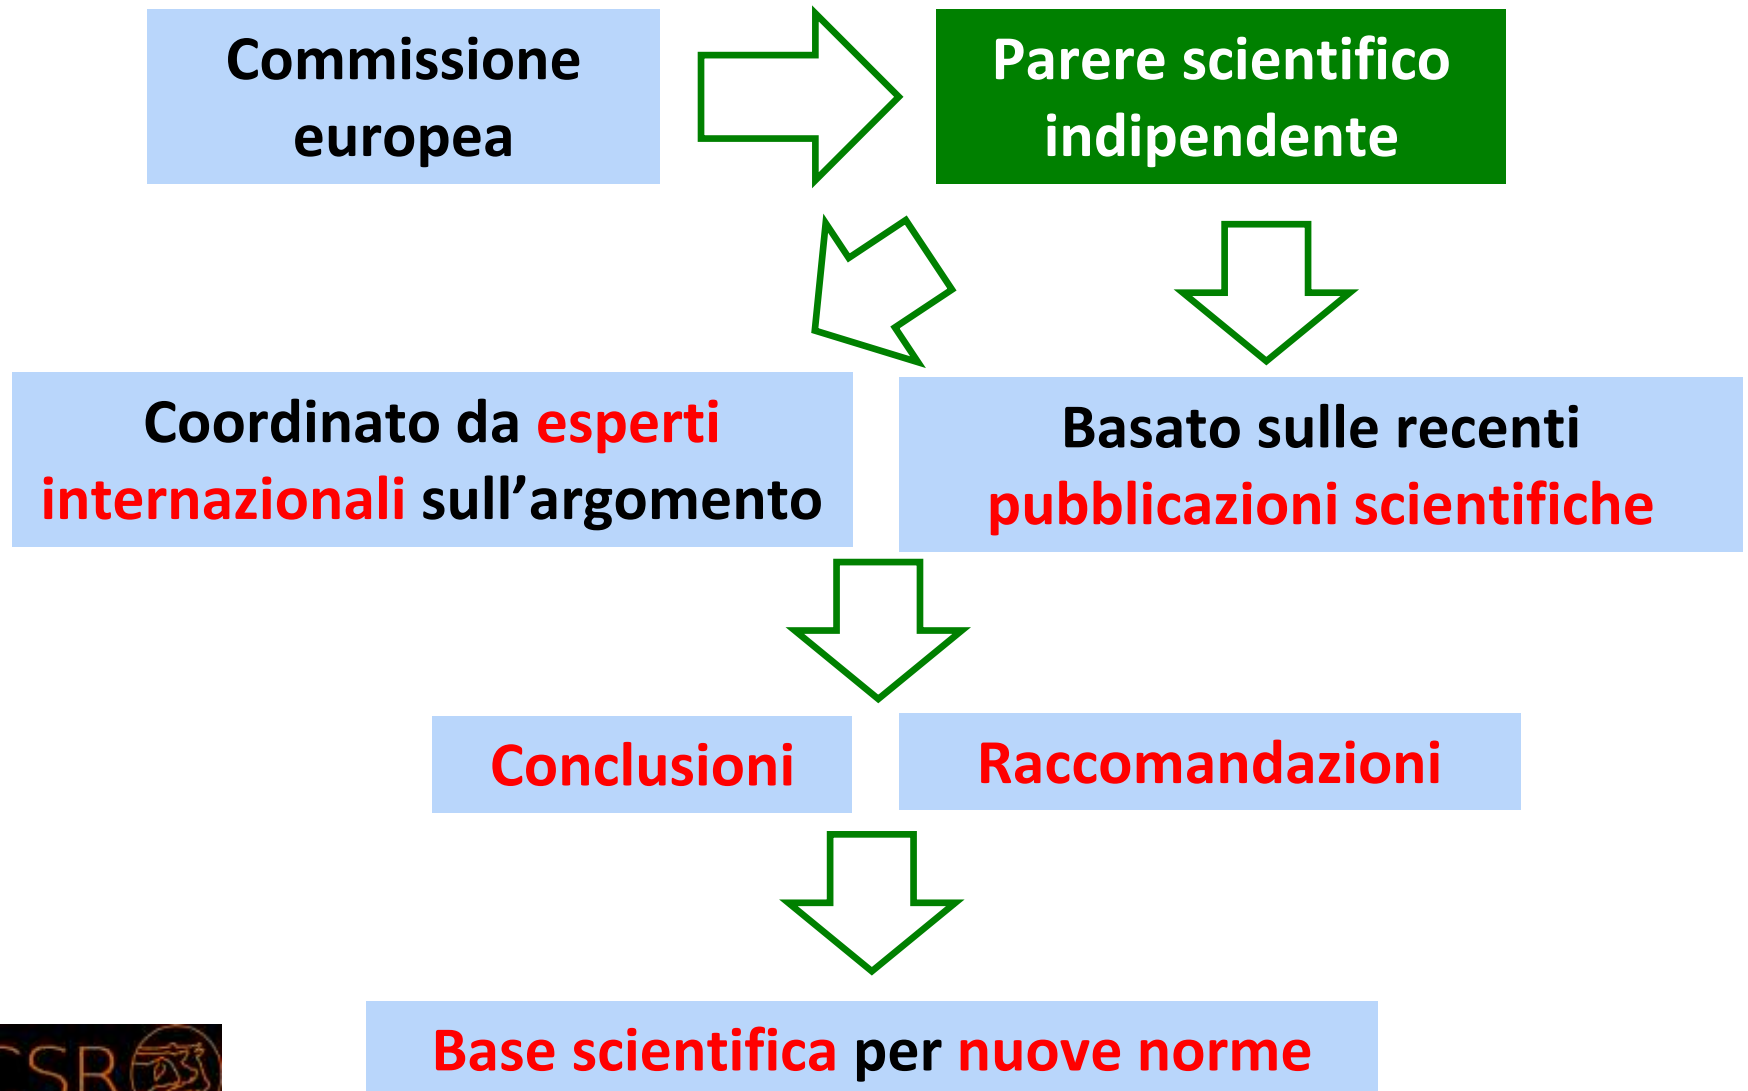 Commissione
europea
Parere scientifico
indipendente
Coordinato da esperti
internazionali sull’argomento
Basato sulle recenti
pubblicazioni scientifiche
Conclusioni
Raccomandazioni
Base scientifica per nuove norme
SR